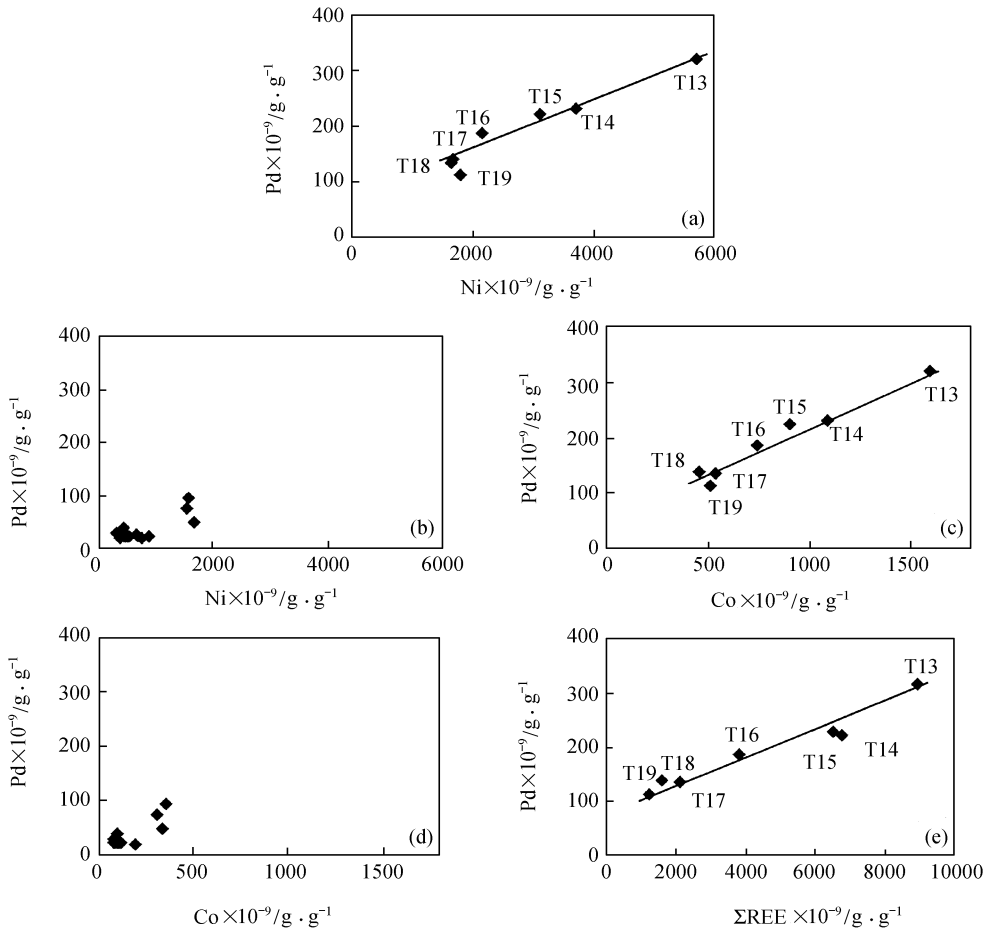 400
300
200
100
0
Pd×10⁻⁹/g·g⁻¹
T13
T15
T14
T16
T17
T18
T19
(a)
0 2000 4000 6000
Ni×10⁻⁹/g·g⁻¹
400
300
200
100
0
Pd×10⁻⁹/g·g⁻¹
(b)
0 2000 4000 6000
Ni×10⁻⁹/g·g⁻¹
400
300
200
100
0
Pd×10⁻⁹/g·g⁻¹
T13
T15
T14
T16
T18
T17
T19
(c)
0 500 1000 1500
Co×10⁻⁹/g·g⁻¹
400
300
200
100
0
Pd×10⁻⁹/g·g⁻¹
(d)
0 500 1000 1500
Co×10⁻⁹/g·g⁻¹
400
300
200
100
0
Pd×10⁻⁹/g·g⁻¹
T13
T16
T15 T14
T19 T18
T17
(e)
0 2000 4000 6000 8000 10000
ΣREE ×10⁻⁹/g·g⁻¹